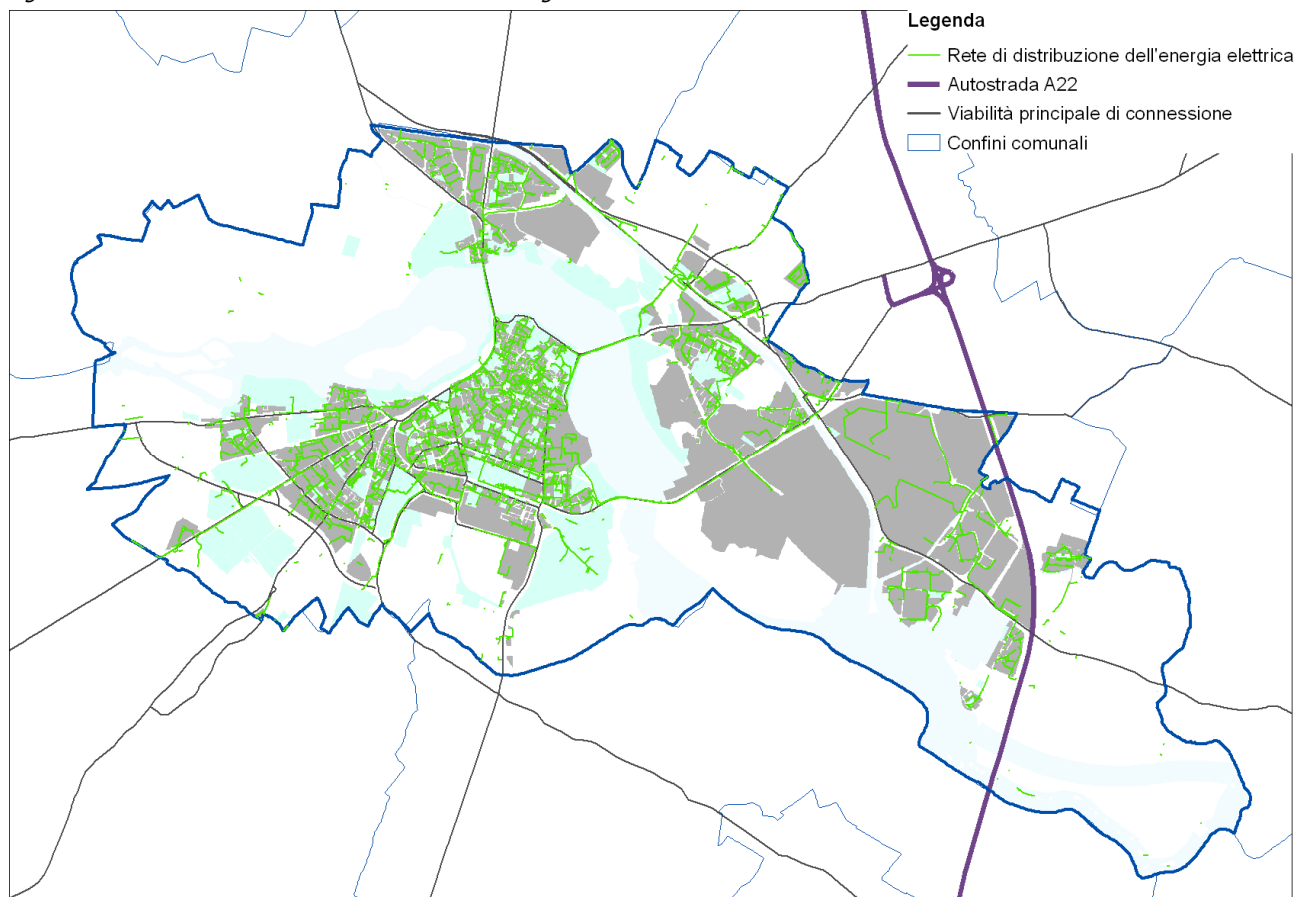 Legenda
Rete di distribuzione dell'energia elettrica
Autostrada A22
Viabilità principale di connessione
Confini comunali